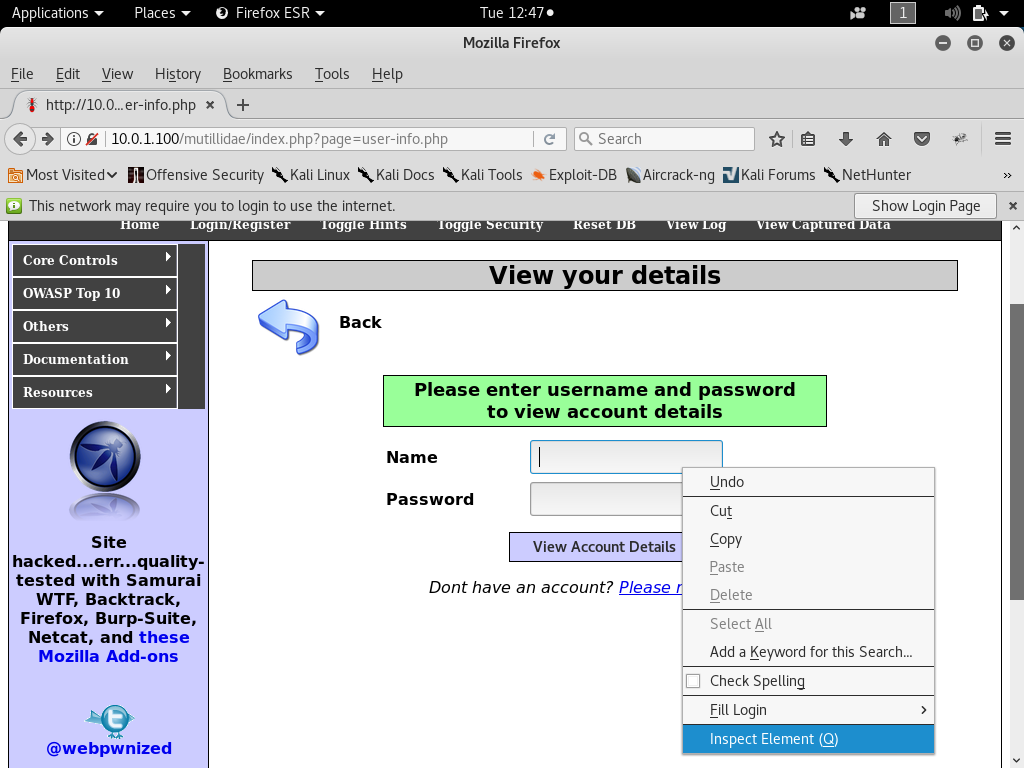 Applications Places Firefox ESR Tue 12:47 1
Mozilla Firefox
File Edit View History Bookmarks Tools Help
http://10.0...er-info.php
10.0.1.100/mutillidae/index.php?page=user-info.php Search
Most Visited Offensive Security Kali Linux Kali Docs Kali Tools Exploit-DB Aircrack-ng Kali Forums NetHunter »
This network may require you to login to use the internet. Show Login Page
Home Login/Register Toggle Hints Toggle Security Reset DB View Log View Captured Data
Core Controls
OWASP Top 10
Others
Documentation
Resources
Site
hacked...err...quality-
tested with Samurai
WTF, Backtrack,
Firefox, Burp-Suite,
Netcat, and these
Mozilla Add-ons
@webpwnized
View your details
Back
Please enter username and password
to view account details
Name
Password
View Account Details
Dont have an account? Please
Undo
Cut
Copy
Paste
Delete
Select All
Add a Keyword for this Search...
Check Spelling
Fill Login
Inspect Element (Q)